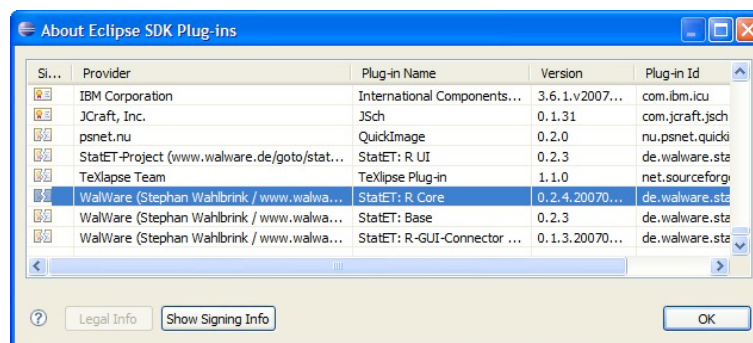 About Eclipse SDK Plug-ins
Si... Provider Plug-in Name Version Plug-in Id
IBM Corporation International Components... 3.6.1.v2007... com.ibm.icu
JCraft, Inc. JSch 0.1.31 com.jcraft.jsch
psnet.nu QuickImage 0.2.0 nu.psnet.quicki
StatET-Project (www.walware.de/goto/stat... StatET: R UI 0.2.3 de.walware.sta
TeXlapse Team TeXlipse Plug-in 1.1.0 net.sourceforge
WalWare (Stephan Wahlbrink / www.walwa... StatET: R Core 0.2.4.20070... de.walware.sta
WalWare (Stephan Wahlbrink / www.walwa... StatET: Base 0.2.3 de.walware.sta
WalWare (Stephan Wahlbrink / www.walwa... StatET: R-GUI-Connector ... 0.1.3.20070... de.walware.sta
? Legal Info Show Signing Info OK